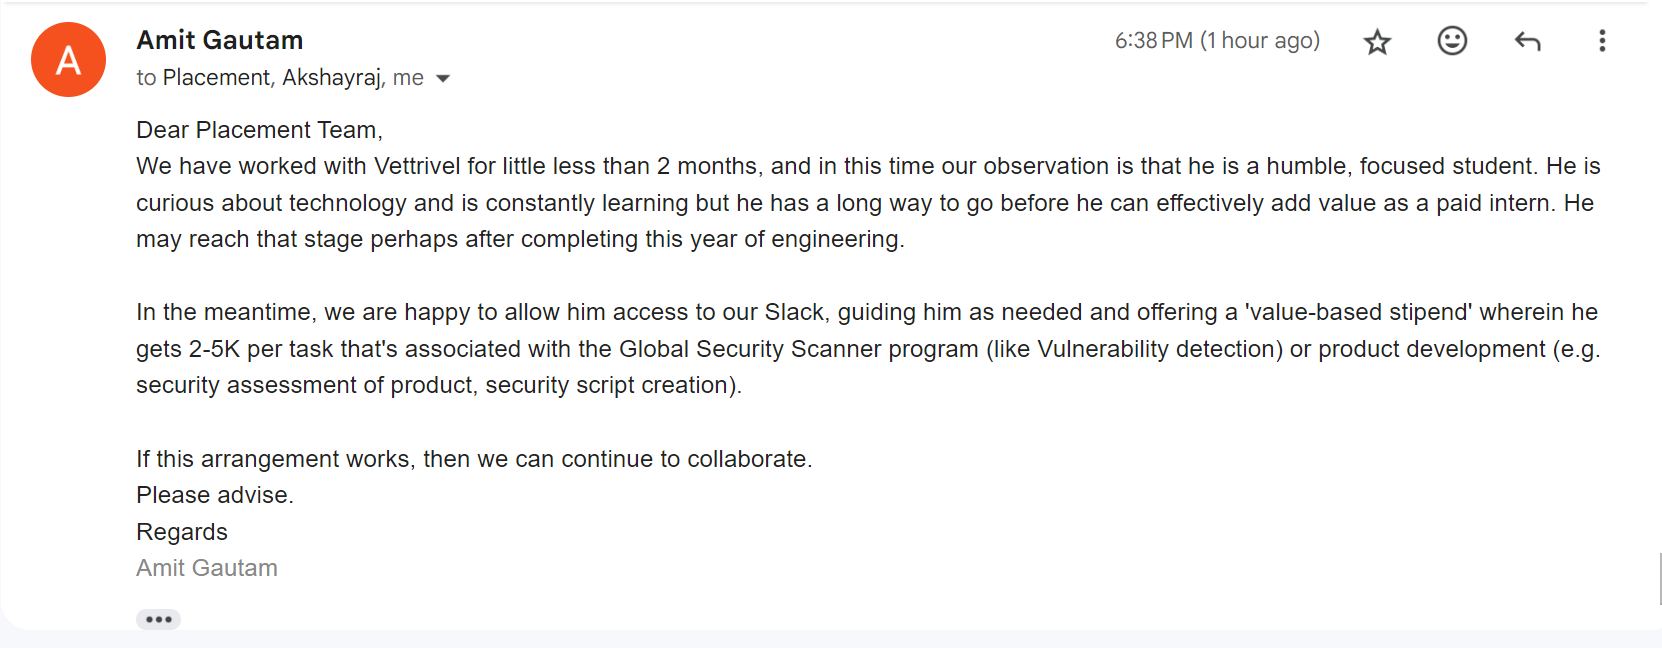 A
Amit Gautam
6:38 PM (1 hour ago)
to Placement, Akshayraj, me
Dear Placement Team,
We have worked with Vettrivel for little less than 2 months, and in this time our observation is that he is a humble, focused student. He is
curious about technology and is constantly learning but he has a long way to go before he can effectively add value as a paid intern. He
may reach that stage perhaps after completing this year of engineering.
In the meantime, we are happy to allow him access to our Slack, guiding him as needed and offering a 'value-based stipend' wherein he
gets 2-5K per task that's associated with the Global Security Scanner program (like Vulnerability detection) or product development (e.g.
security assessment of product, security script creation).
If this arrangement works, then we can continue to collaborate.
Please advise.
Regards
Amit Gautam